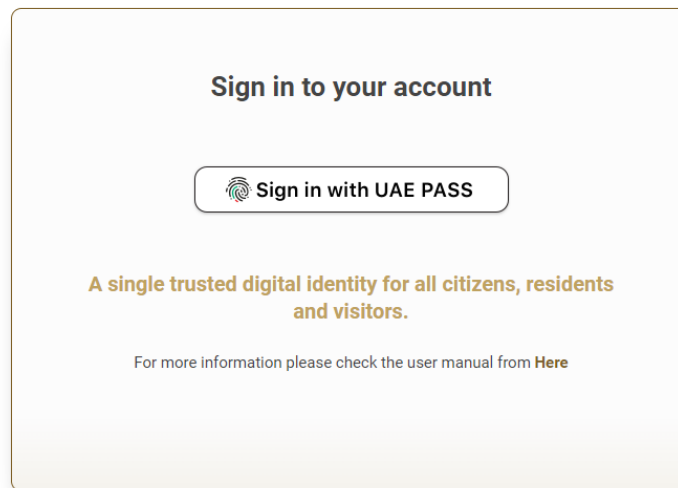 Sign in to your account
Sign in with UAE PASS
A single trusted digital identity for all citizens, residents
and visitors.
For more information please check the user manual from Here